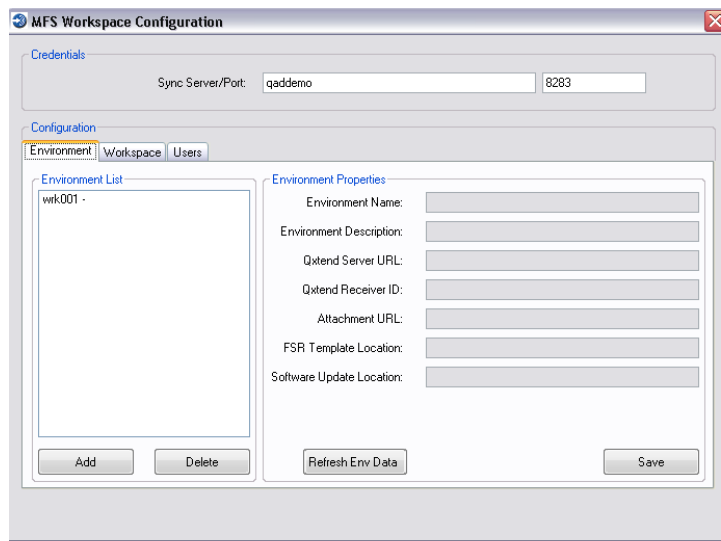 MFS Workspace Configuration
Credentials
Sync Server/Port: qaddemo 8283
Configuration
Environment Workspace Users
Environment List
wrk001 -
Add Delete
Environment Properties
Environment Name:
Environment Description:
Qxtend Server URL:
Qxtend Receiver ID:
Attachment URL:
FSR Template Location:
Software Update Location:
Refresh Env Data Save